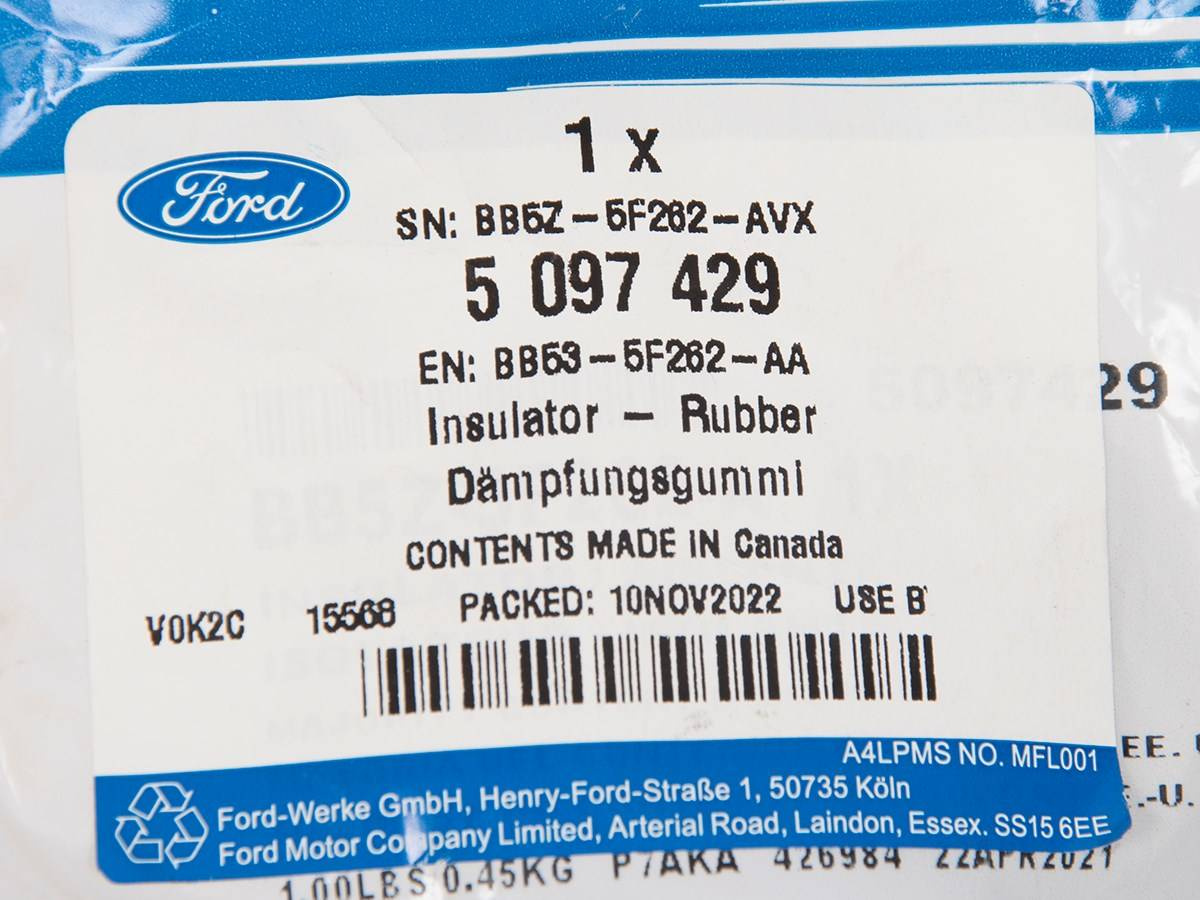 Ford
1 x
SN: BB5Z-5F262-AVX
5 097 429
EN: BB53-5F262-AA
29
Insulator - Rubber
Dämpfungsgummi
CONTENTS MADE IN Canada
V0K2C 15568 PACKED: 10NOV2022 USE B
A4LPMS NO. MFL001
Ford-Werke GmbH, Henry-Ford-Straße 1, 50735 Köln
Ford Motor Company Limited, Arterial Road, Laindon, Essex. SS15 6EE
1.00LBS 0.45KG P7AKA 426984 22APR2021